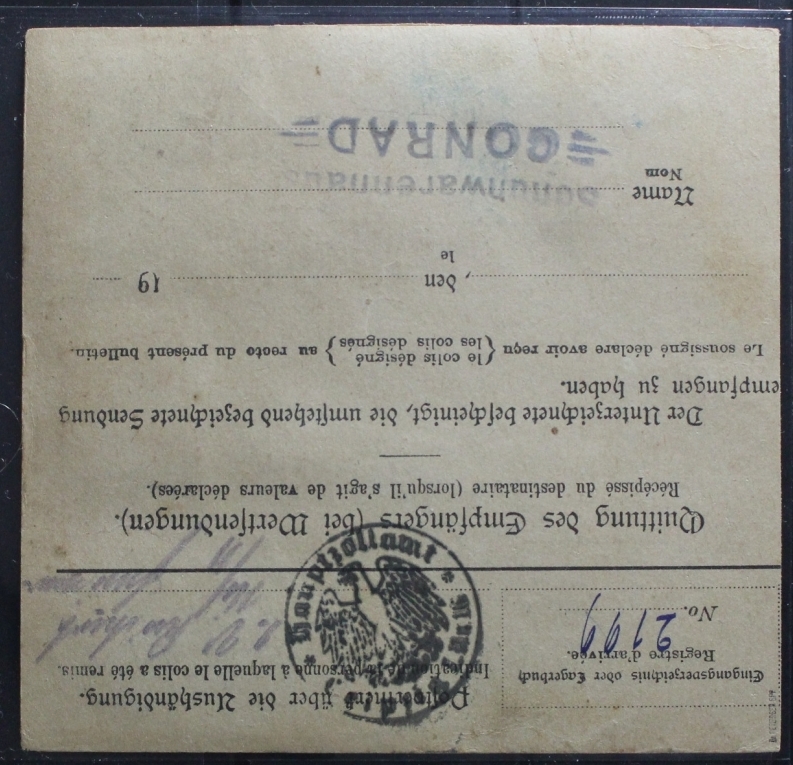 Postvermerk über die Aushändigung.
Indication de la personne à laquelle le colis a été remis.
Eingangsverzeichnis oder Lagerbuch
Registre d'arrivée.
No. 2199
Hauptzollamt
Quittung des Empfängers (bei Wertsendungen).
Récépissé du destinataire (lorsqu'il s'agit de valeurs déclarées).
Der Unterzeichnete bescheinigt, die umstehend bezeichnete Sendung
empfangen zu haben.
Le soussigné déclare avoir reçu { le colis désigné
les colis désignés } au recto du présent bulletin.
, den 19
le
Name
Nom
Schuhwarenhaus
CONRAD